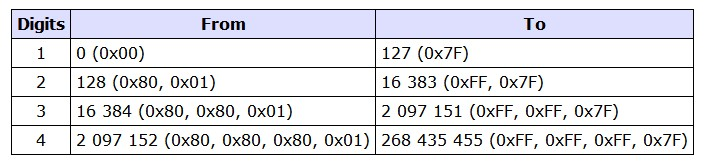 Digits From To
1 0 (0x00) 127 (0x7F)
2 128 (0x80, 0x01) 16 383 (0xFF, 0x7F)
3 16 384 (0x80, 0x80, 0x01) 2 097 151 (0xFF, 0xFF, 0x7F)
4 2 097 152 (0x80, 0x80, 0x80, 0x01) 268 435 455 (0xFF, 0xFF, 0xFF, 0x7F)